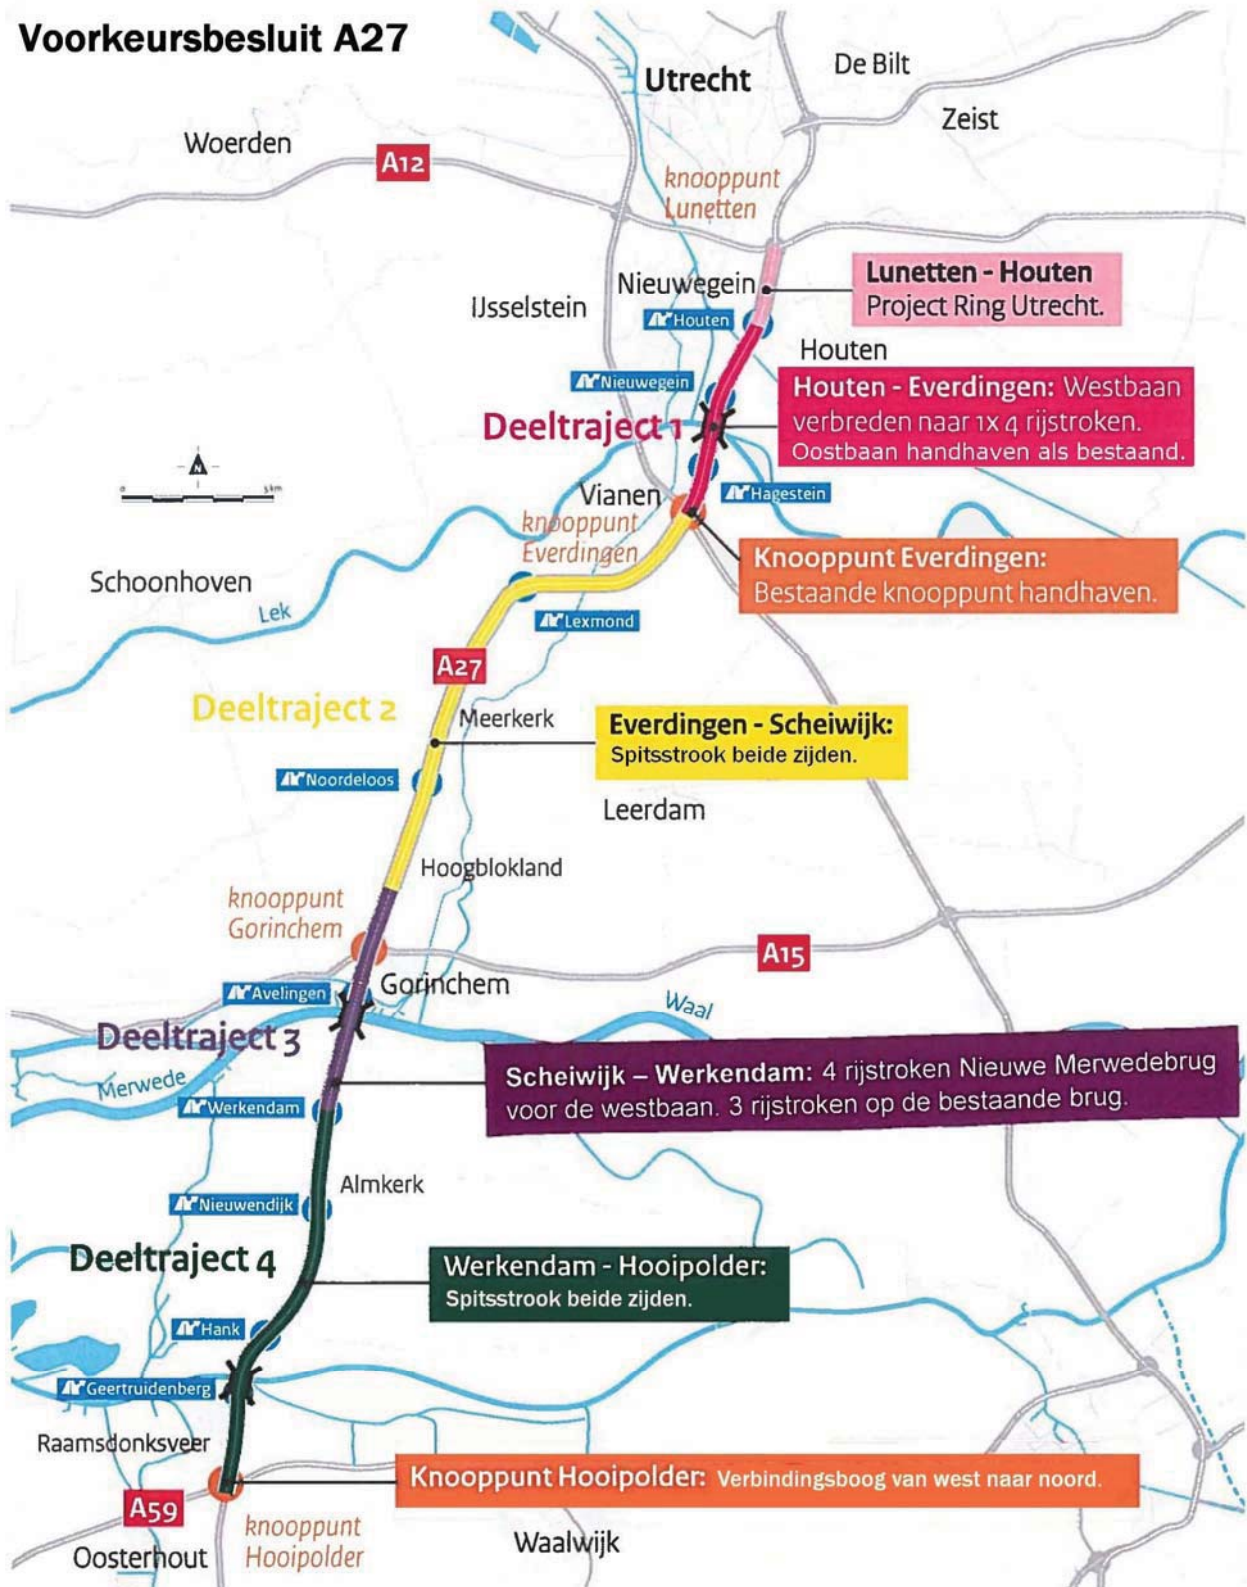 Voorkeursbesluit A27
Utrecht
De Bilt
Zeist
Woerden
A12
knooppunt
Lunetten
Lunetten - Houten
Project Ring Utrecht.
Nieuwegein
IJsselstein
Houten
Houten
Nieuwegein
Houten - Everdingen: Westbaan
verbreden naar 1x 4 rijstroken.
Oostbaan handhaven als bestaand.
Deeltraject 1
N
0
5 km
Vianen
Hagestein
knooppunt
Everdingen
Knooppunt Everdingen:
Bestaande knooppunt handhaven.
Schoonhoven
Lek
Lexmond
A27
Deeltraject 2
Meerkerk
Everdingen - Scheiwijk:
Spitsstrook beide zijden.
Noordeloos
Leerdam
Hoogblokland
knooppunt
Gorinchem
A15
Gorinchem
Avelingen
Waal
Deeltraject 3
Merwede
Scheiwijk – Werkendam: 4 rijstroken Nieuwe Merwedebrug
voor de westbaan. 3 rijstroken op de bestaande brug.
Werkendam
Almkerk
Nieuwendijk
Deeltraject 4
Werkendam - Hooipolder:
Spitsstrook beide zijden.
Hank
Geertruidenberg
Raamsdonksveer
Knooppunt Hooipolder: Verbindingsboog van west naar noord.
A59
knooppunt
Hooipolder
Oosterhout
Waalwijk